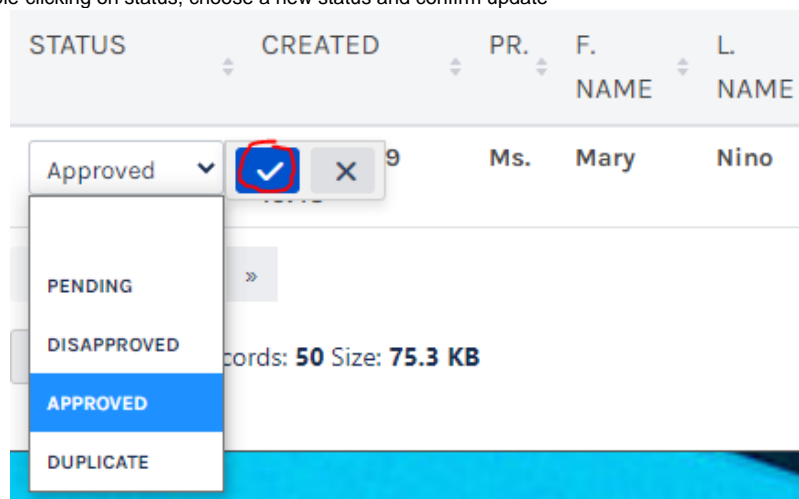 clicking on status, choose a new status and confirm update
STATUS CREATED PR. F. NAME L. NAME
Approved 9 Ms. Mary Nino
PENDING »
DISAPPROVED cords: 50 Size: 75.3 KB
APPROVED
DUPLICATE